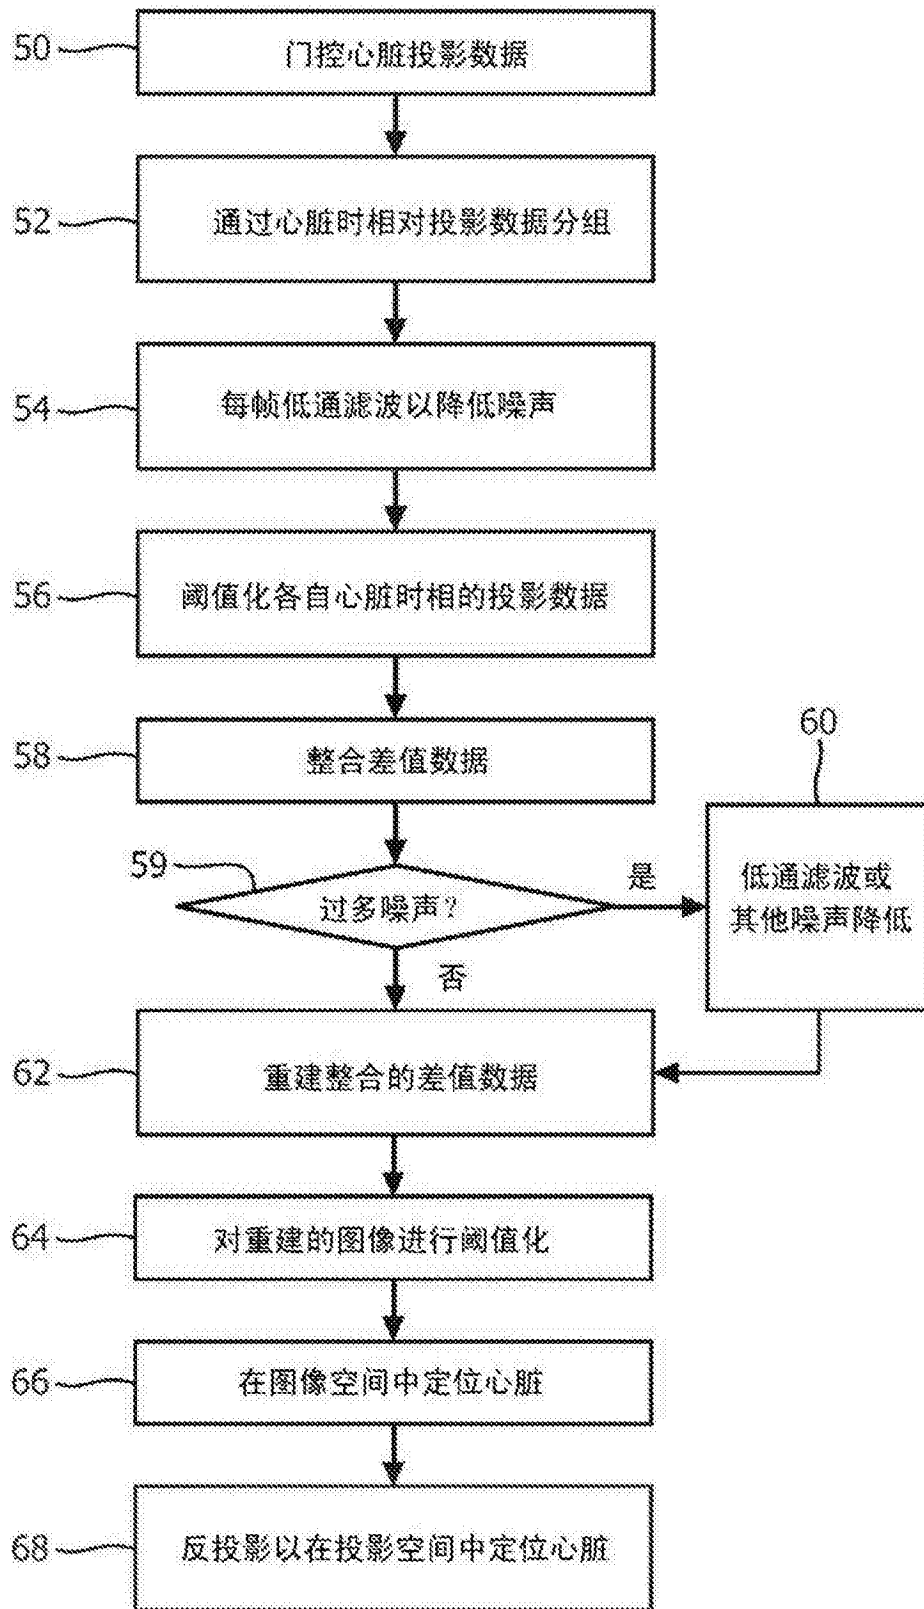 50
门控心脏投影数据
52
通过心脏时相对投影数据分组
54
每帧低通滤波以降低噪声
56
阈值化各自心脏时相的投影数据
58
整合差值数据
59
过多噪声?
是
60
低通滤波或
其他噪声降低
否
62
重建整合的差值数据
64
对重建的图像进行阈值化
66
在图像空间中定位心脏
68
反投影以在投影空间中定位心脏